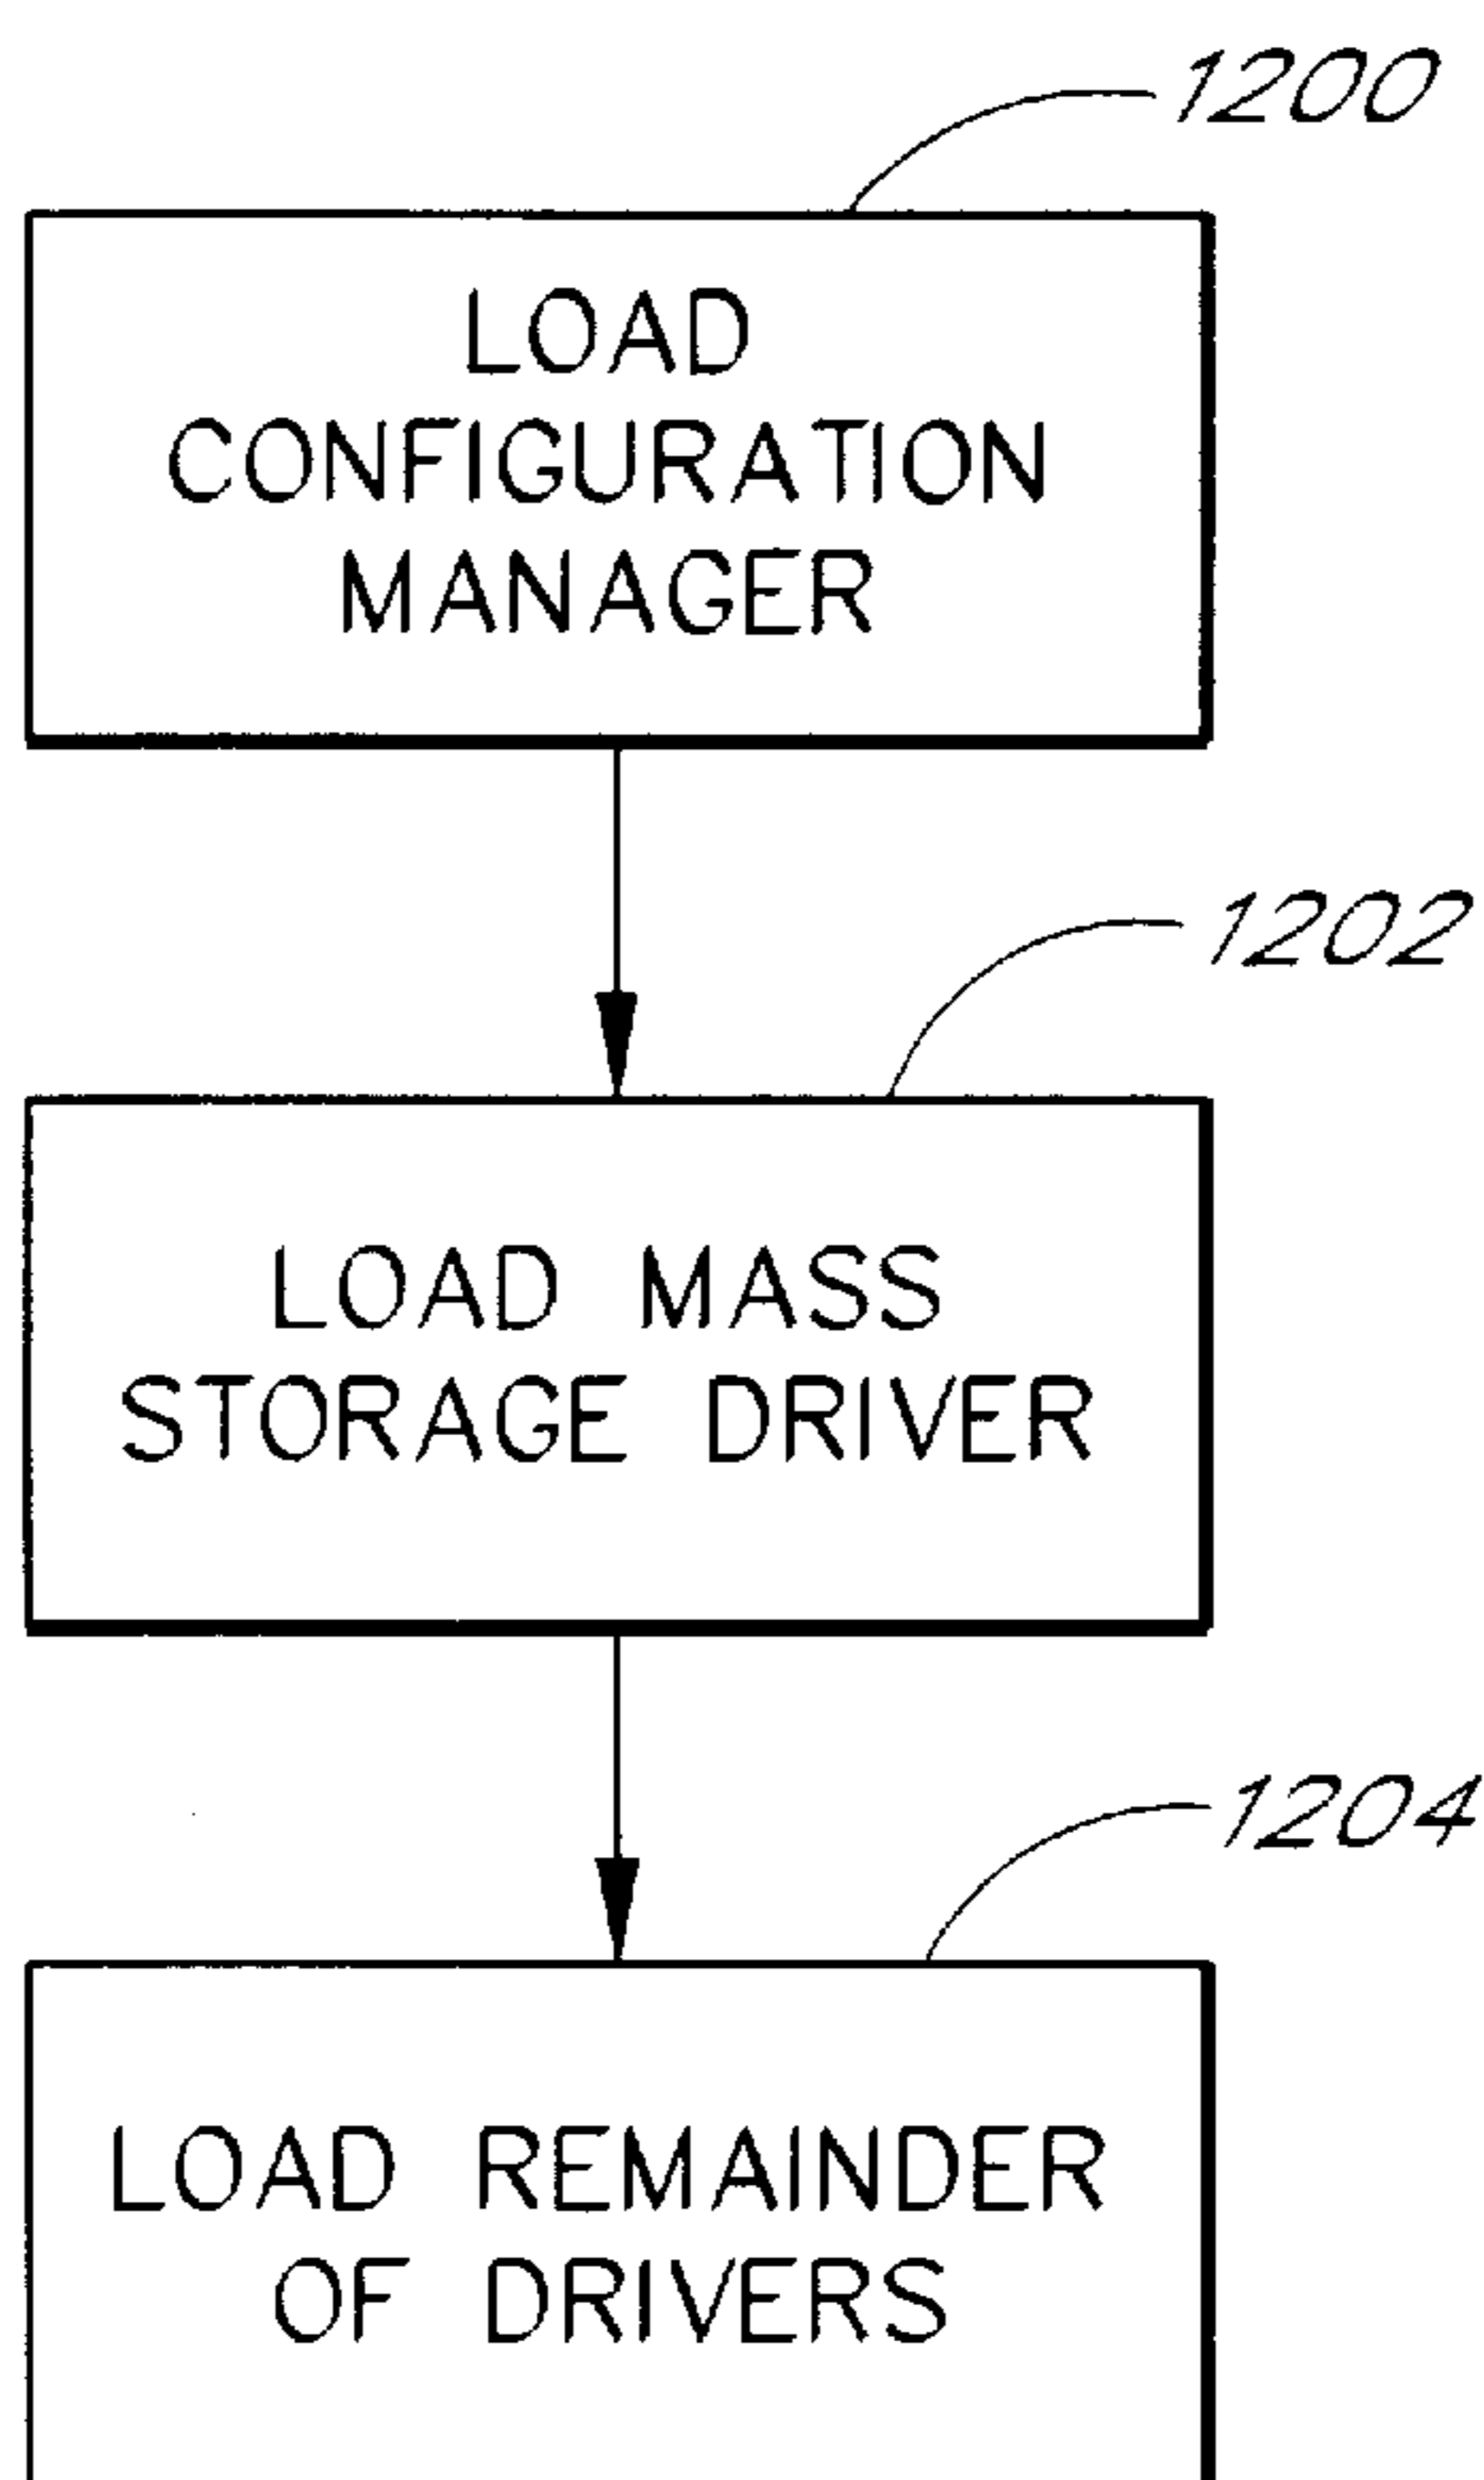 1200
LOAD
CONFIGURATION
MANAGER
1202
LOAD MASS
STORAGE DRIVER
1204
LOAD REMAINDER
OF DRIVERS